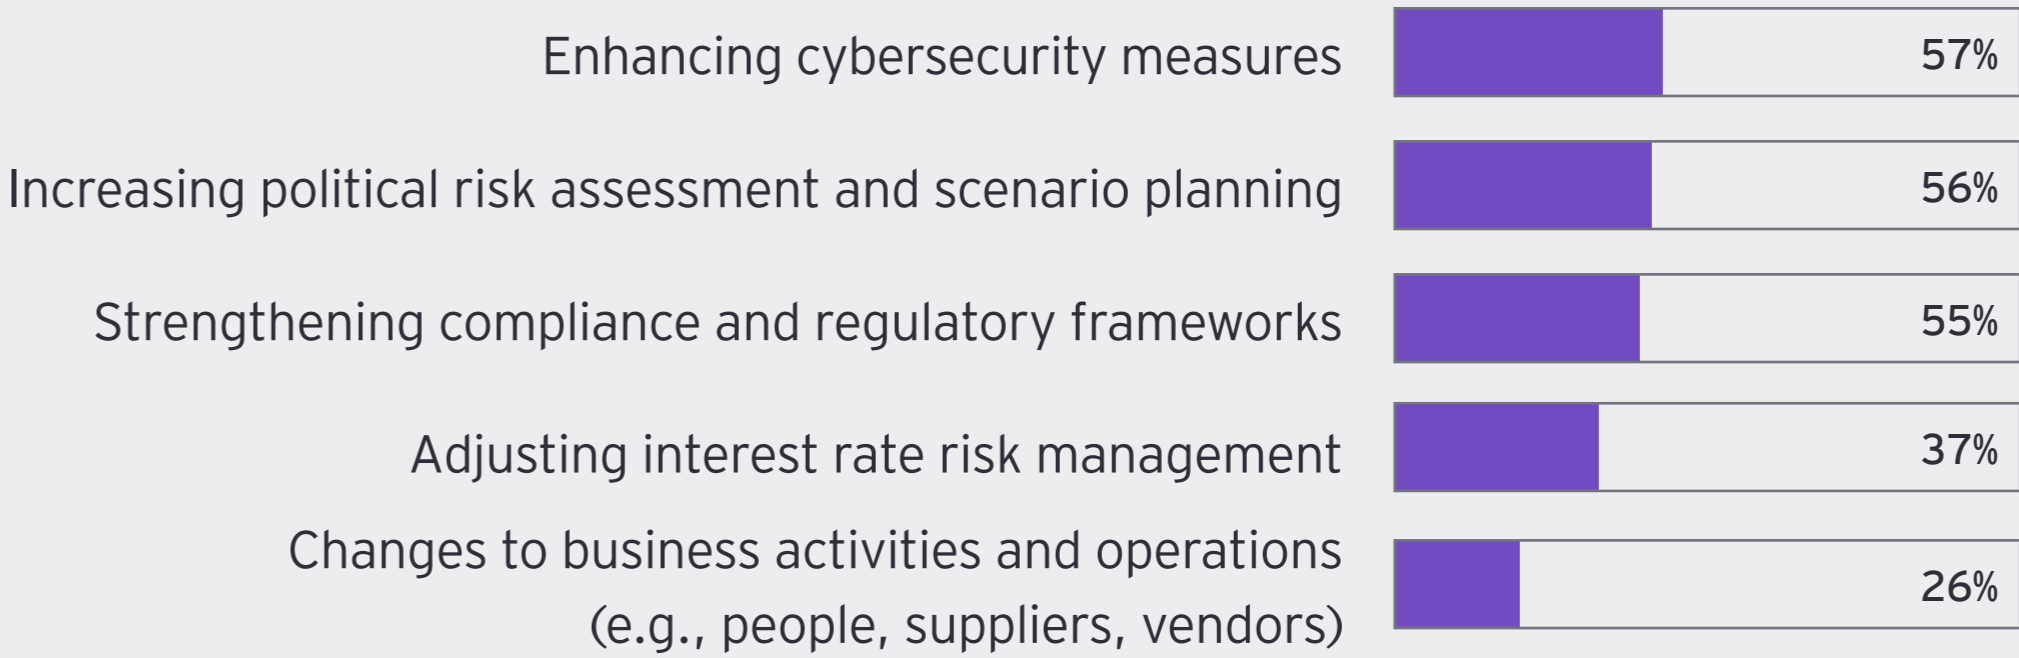 Enhancing cybersecurity measures 57%
Increasing political risk assessment and scenario planning 56%
Strengthening compliance and regulatory frameworks 55%
Adjusting interest rate risk management 37%
Changes to business activities and operations
(e.g., people, suppliers, vendors) 26%